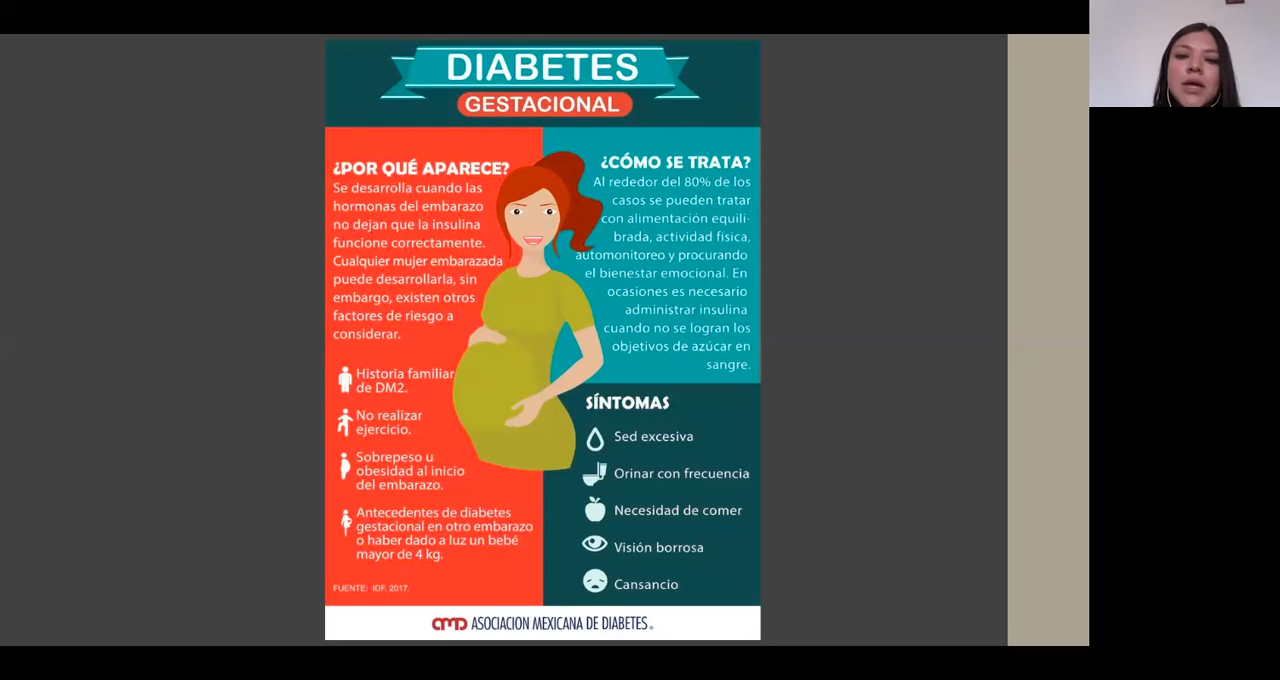 DIABETES
GESTACIONAL
¿POR QUÉ APARECE?
Se desarrolla cuando las
hormonas del embarazo
no dejan que la insulina
funcione correctamente.
Cualquier mujer embarazada
puede desarrollarla, sin
embargo, existen otros
factores de riesgo a
considerar.
Historia familiar
de DM2.
No realizar
ejercicio.
Sobrepeso u
obesidad al inicio
del embarazo.
Antecedentes de diabetes
gestacional en otro embarazo
o haber dado a luz un bebé
mayor de 4 kg.
FUENTE: IDF, 2017.
¿CÓMO SE TRATA?
Al rededor del 80% de los
casos se pueden tratar
con alimentación equili-
brada, actividad física,
automonitoreo y procurando
el bienestar emocional. En
ocasiones es necesario
administrar insulina
cuando no se logran los
objetivos de azúcar en
sangre.
SÍNTOMAS
Sed excesiva
Orinar con frecuencia
Necesidad de comer
Visión borrosa
Cansancio
AMD ASOCIACION MEXICANA DE DIABETES